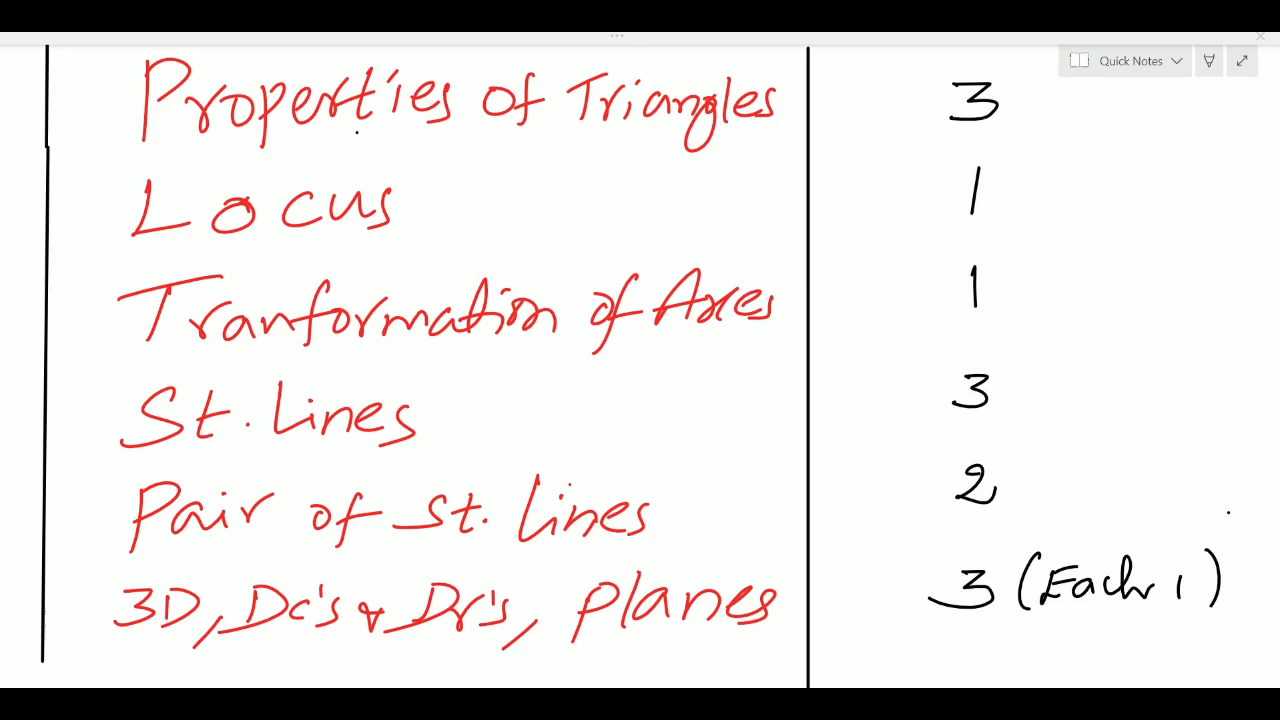 Quick Notes
Properties of Triangles 3
Locus 1
Tranformation of Axes 1
St. lines 3
Pair of St. lines 2
3D, Dc's & Dr's, planes 3 (Each 1)